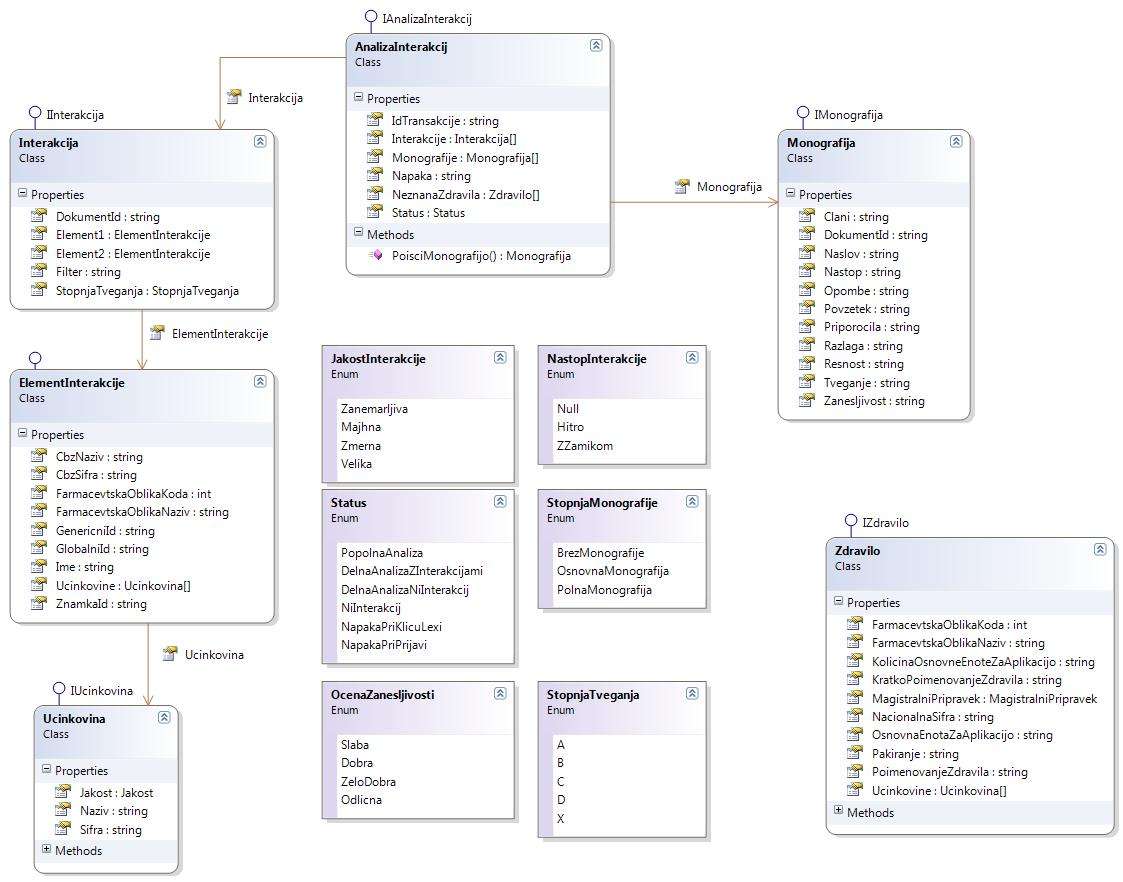 IAnalizaInterakcij
AnalizaInterakcij
Class
Properties
IdTransakcije : string
Interakcije : Interakcija[]
Monografije : Monografija[]
Napaka : string
NeznanaZdravila : Zdravilo[]
Status : Status
Methods
PoisciMonografijo() : Monografija
Interakcija
Monografija
IInterakcija
Interakcija
Class
Properties
DokumentId : string
Element1 : ElementInterakcije
Element2 : ElementInterakcije
Filter : string
StopnjaTveganja : StopnjaTveganja
ElementInterakcije
IMonografija
Monografija
Class
Properties
Clani : string
DokumentId : string
Naslov : string
Nastop : string
Opombe : string
Povzetek : string
Priporocila : string
Razlaga : string
Resnost : string
Tveganje : string
Zanesljivost : string
ElementInterakcije
Class
Properties
CbzNaziv : string
CbzSifra : string
FarmacevtskaOblikaKoda : int
FarmacevtskaOblikaNaziv : string
GenericniId : string
GlobalniId : string
Ime : string
Ucinkovine : Ucinkovina[]
ZnamkaId : string
Ucinkovina
JakostInterakcije
Enum
Zanemarljiva
Majhna
Zmerna
Velika
NastopInterakcije
Enum
Null
Hitro
ZZamikom
Status
Enum
PopolnaAnaliza
DelnaAnalizaZInterakcijami
DelnaAnalizaNiInterakcij
NiInterakcij
NapakaPriKlicuLexi
NapakaPriPrijavi
StopnjaMonografije
Enum
BrezMonografije
OsnovnaMonografija
PolnaMonografija
IZdravilo
Zdravilo
Class
Properties
FarmacevtskaOblikaKoda : int
FarmacevtskaOblikaNaziv : string
KolicinaOsnovneEnoteZaAplikacijo : string
KratkoPoimenovanjeZdravila : string
MagistralniPripravek : MagistralniPripravek
NacionalnaSifra : string
OsnovnaEnotaZaAplikacijo : string
Pakiranje : string
PoimenovanjeZdravila : string
Ucinkovine : Ucinkovina[]
Methods
IUcinkovina
Ucinkovina
Class
Properties
Jakost : Jakost
Naziv : string
Sifra : string
Methods
OcenaZanesljivosti
Enum
Slaba
Dobra
ZeloDobra
Odlicna
StopnjaTveganja
Enum
A
B
C
D
X